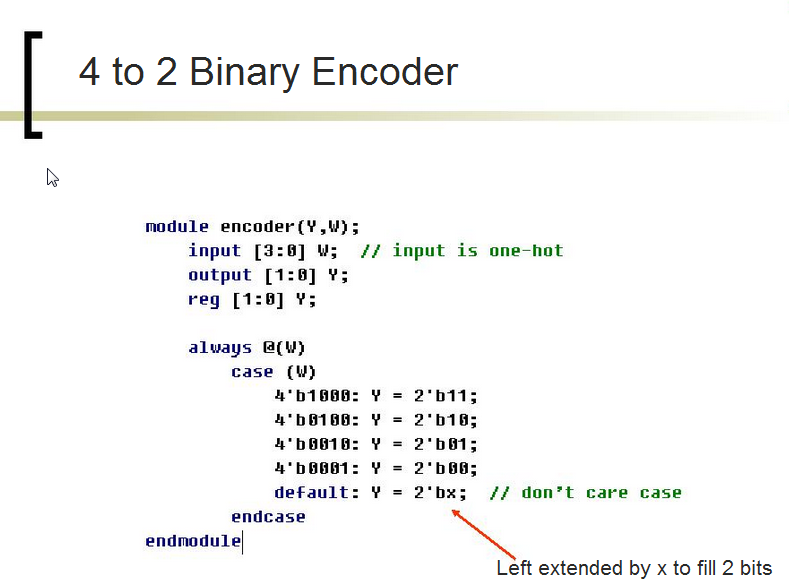 4 to 2 Binary Encoder
module encoder(Y,W);
input [3:0] W;  // input is one-hot
output [1:0] Y;
reg [1:0] Y;
always @(W)
case (W)
4'b1000: Y = 2'b11;
4'b0100: Y = 2'b10;
4'b0010: Y = 2'b01;
4'b0001: Y = 2'b00;
default: Y = 2'bx;  // don’t care case
endcase
endmodule
Left extended by x to fill 2 bits